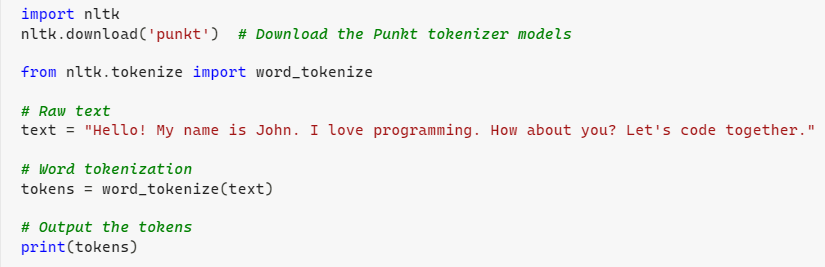 import nltk
nltk.download('punkt')  # Download the Punkt tokenizer models
from nltk.tokenize import word_tokenize
# Raw text
text = "Hello! My name is John. I love programming. How about you? Let's code together."
# Word tokenization
tokens = word_tokenize(text)
# Output the tokens
print(tokens)